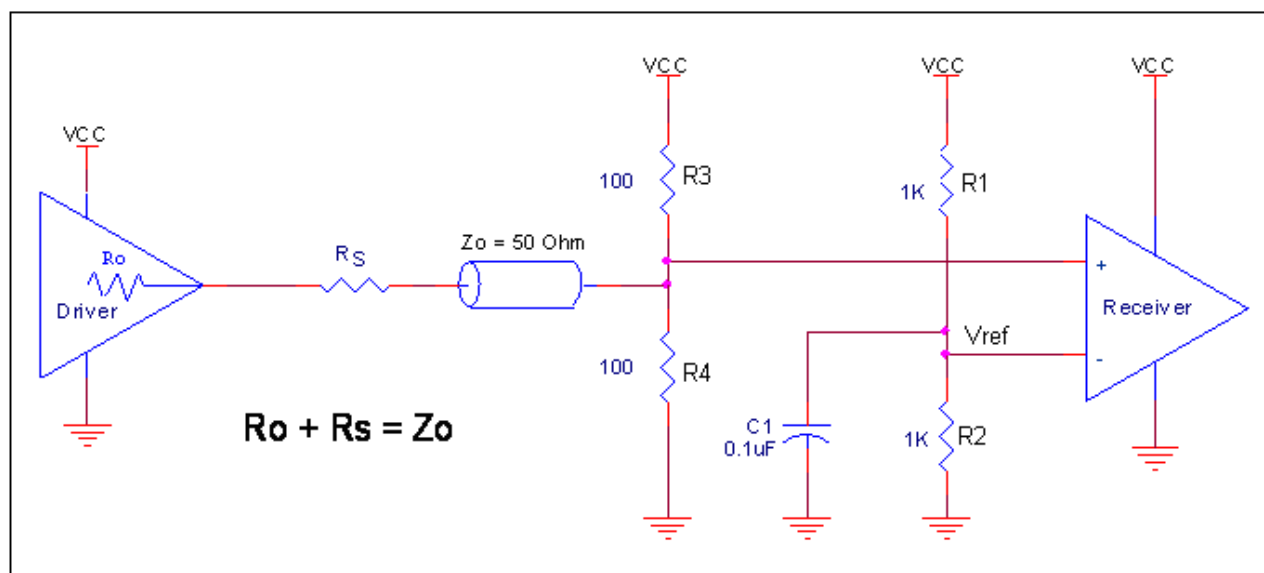 VCC
VCC
VCC
VCC
R3
100
R1
1K
Zo = 50 Ohm
RS
Ro
Driver
+
Receiver
Vref
-
R4
100
Ro + Rs = Zo
C1
0.1uF
1K
R2